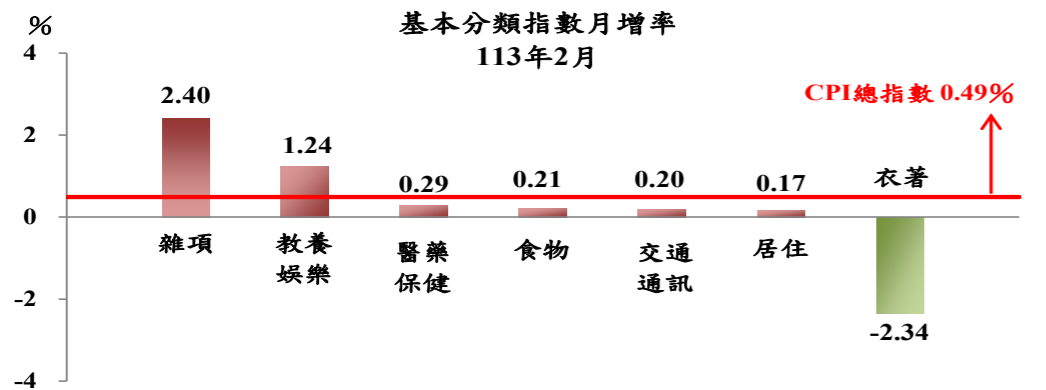 基本分類指數月增率
113年2月
%
4
2
0
-2
-4
CPI總指數 0.49%
2.40
1.24
0.29
0.21
0.20
0.17
衣著
雜項
教養
娛樂
醫藥
保健
食物
交通
通訊
居住
-2.34